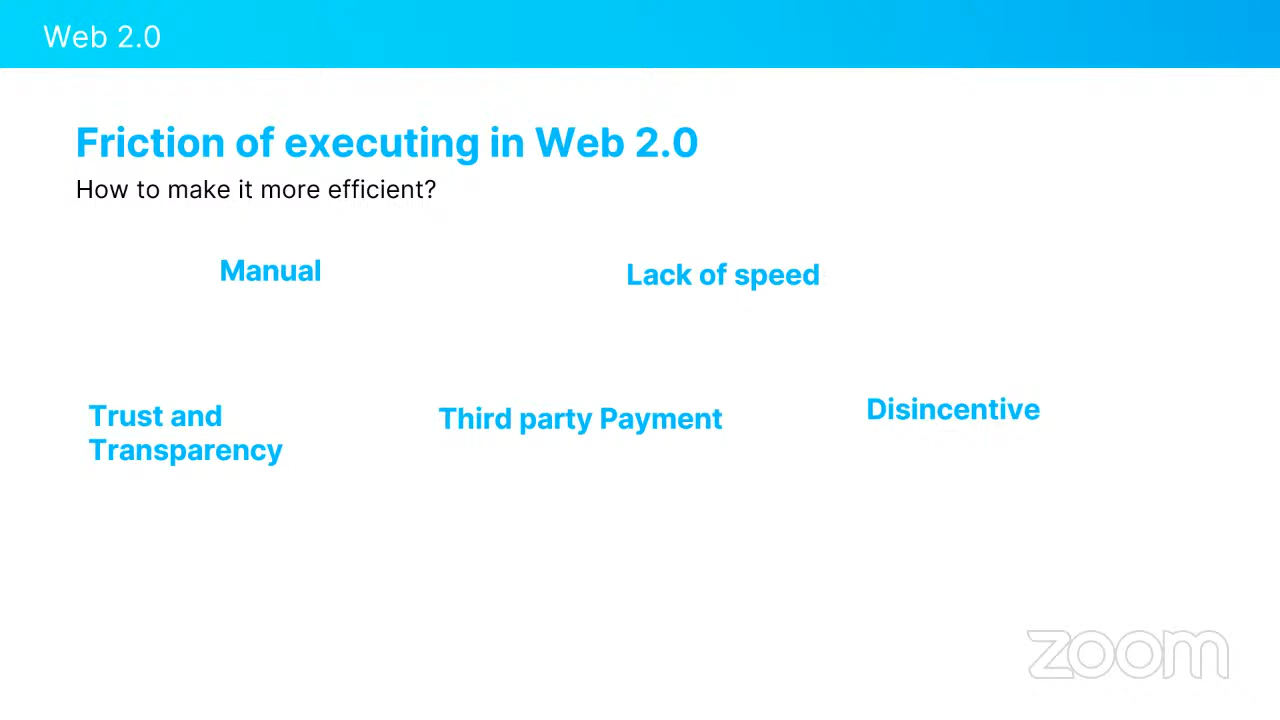 Web 2.0
Friction of executing in Web 2.0
How to make it more efficient?
Manual
Lack of speed
Trust and
Transparency
Third party Payment
Disincentive
zoom